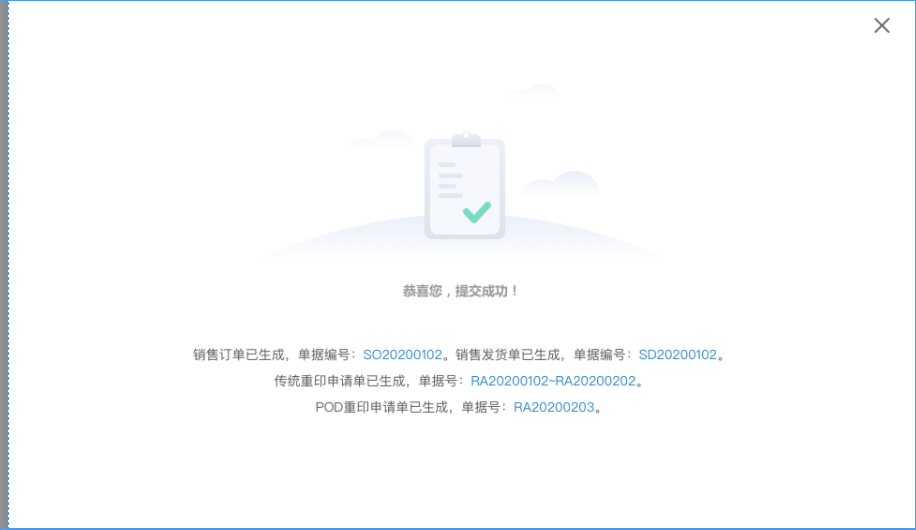 恭喜您，提交成功！
销售订单已生成，单据编号：SO20200102。销售发货单已生成，单据编号：SD20200102。
传统重印申请单已生成，单据号：RA20200102~RA20200202。
POD重印申请单已生成，单据号：RA20200203。